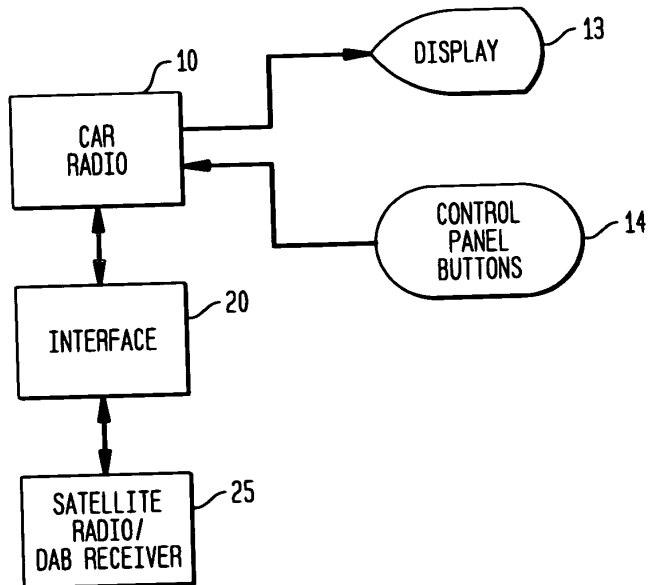 10
CAR
RADIO
DISPLAY
13
CONTROL
PANEL
BUTTONS
14
INTERFACE
20
SATELLITE
RADIO/
DAB RECEIVER
25